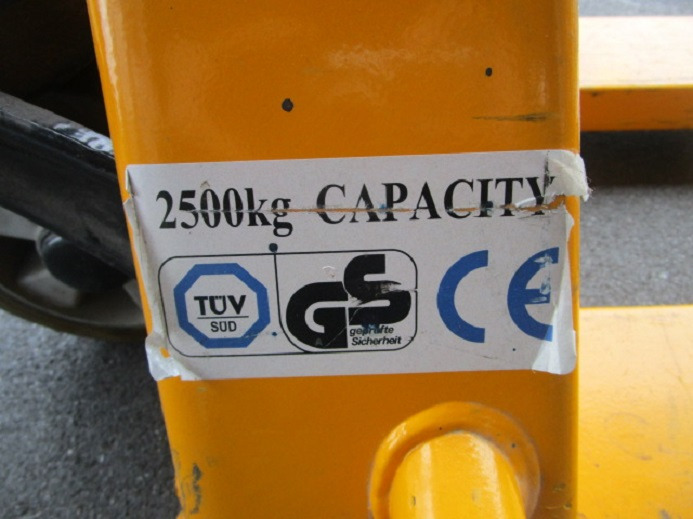 2500kg CAPACITY
TÜV
SÜD
GS
geprüfte
Sicherheit
CE